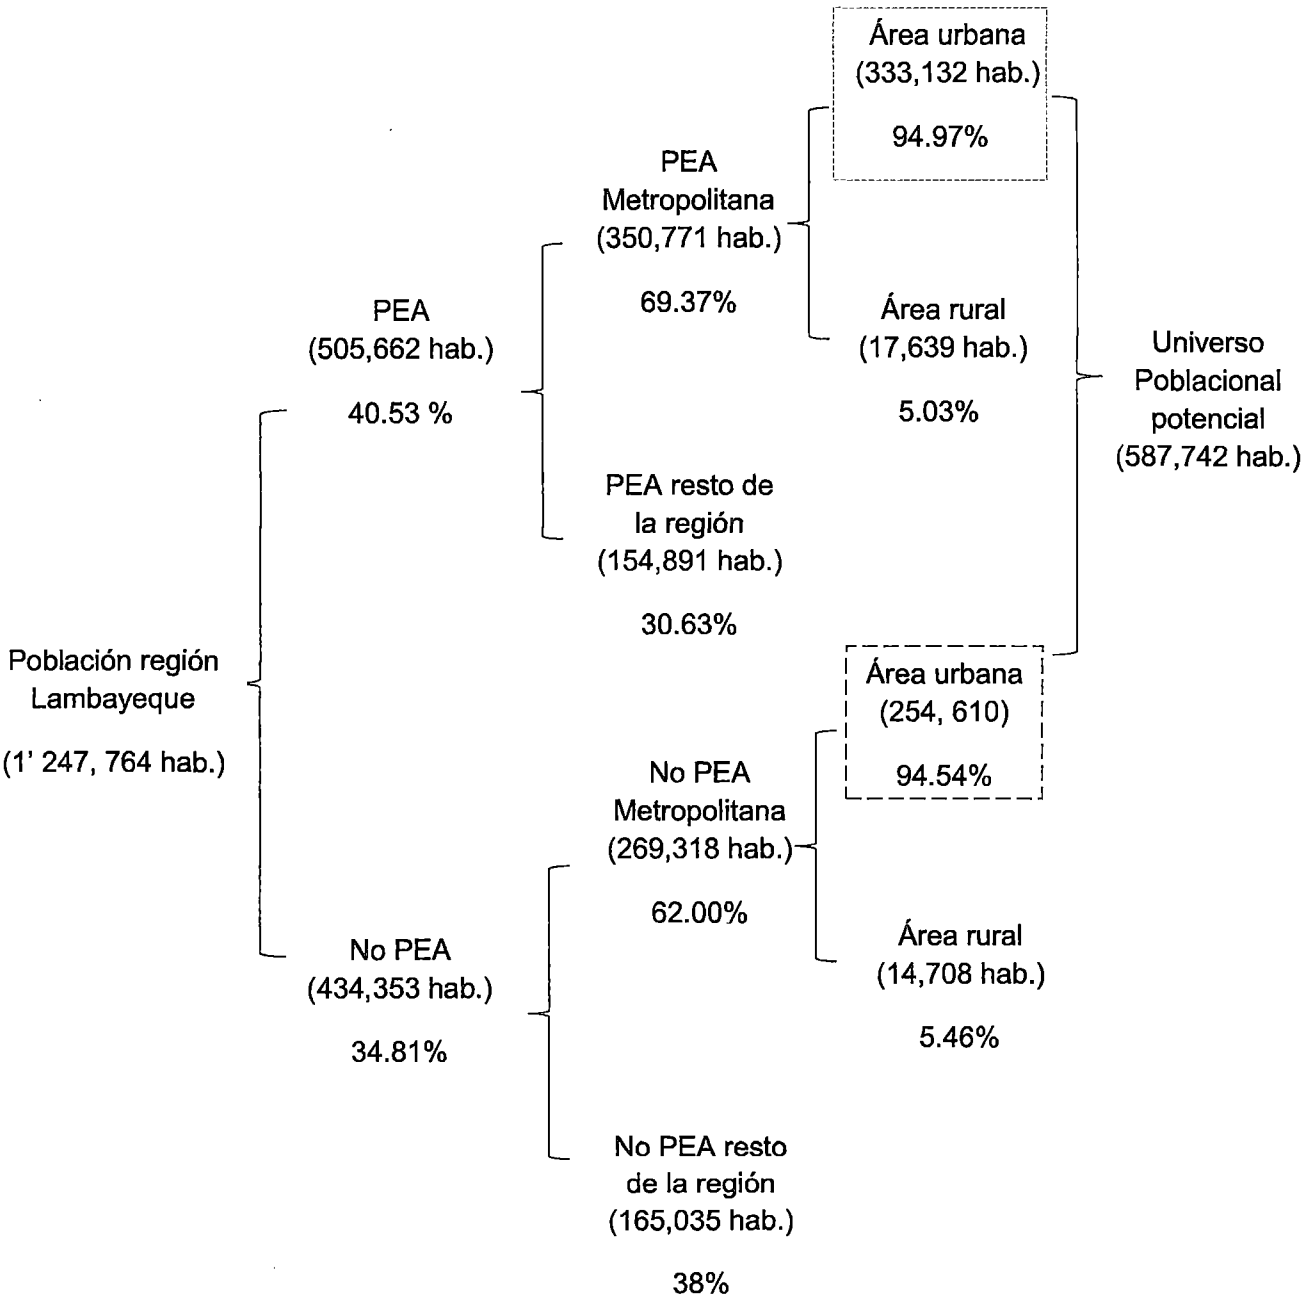 Población región
Lambayeque
(1' 247, 764 hab.)
PEA
(505,662 hab.)
40.53 %
No PEA
(434,353 hab.)
34.81%
PEA
Metropolitana
(350,771 hab.)
69.37%
PEA resto de
la región
(154,891 hab.)
30.63%
No PEA
Metropolitana
(269,318 hab.)
62.00%
No PEA resto
de la región
(165,035 hab.)
38%
Área urbana
(333,132 hab.)
94.97%
Área rural
(17,639 hab.)
5.03%
Área urbana
(254, 610)
94.54%
Área rural
(14,708 hab.)
5.46%
Universo
Poblacional
potencial
(587,742 hab.)